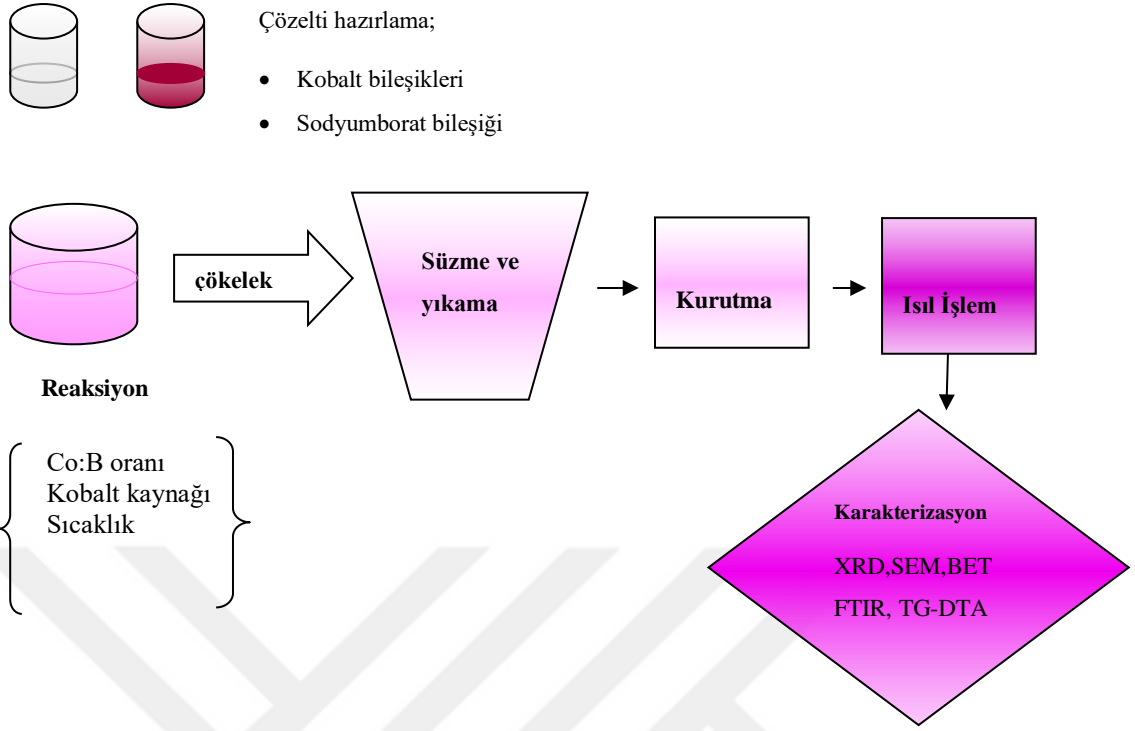 Çözelti hazırlama;
• Kobalt bileşikleri
• Sodyumborat bileşiği
çökelek
Süzme ve
yıkama
Kurutma
Isıl İşlem
Reaksiyon
Co:B oranı
Kobalt kaynağı
Sıcaklık
Karakterizasyon
XRD,SEM,BET
FTIR, TG-DTA